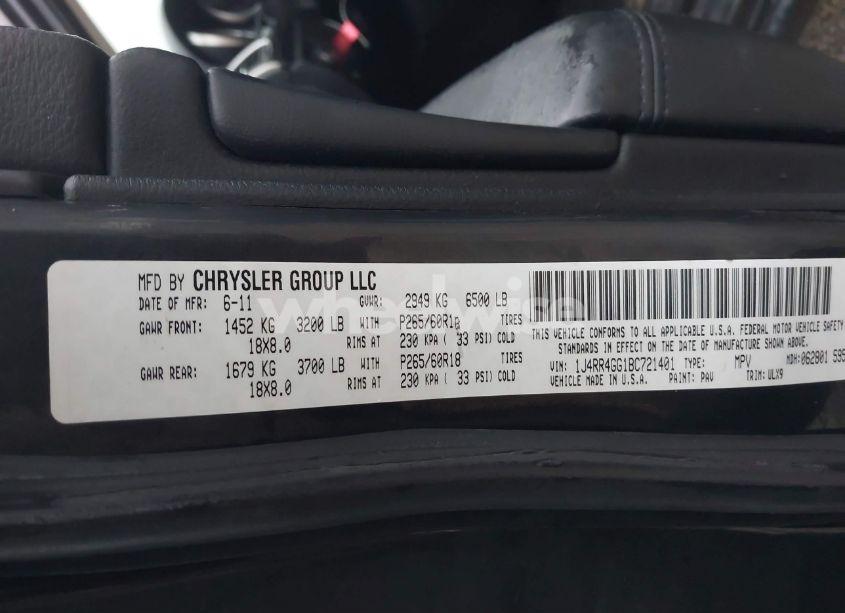 MFD BY CHRYSLER GROUP LLC
DATE OF MFR: 6-11 GVWR: 2949 KG 6500 LB
GAWR FRONT: 1452 KG 3200 LB WITH P265/60R18 TIRES
18X8.0 RIMS AT 230 KPA ( 33 PSI) COLD
GAWR REAR: 1679 KG 3700 LB WITH P265/60R18 TIRES
18X8.0 RIMS AT 230 KPA ( 33 PSI) COLD
THIS VEHICLE CONFORMS TO ALL APPLICABLE U.S.A. FEDERAL MOTOR VEHICLE SAFETY
STANDARDS IN EFFECT ON THE DATE OF MANUFACTURE SHOWN ABOVE.
VIN: 1J4RR4GG1BC721401 TYPE: MPV MDH: 062801
VEHICLE MADE IN U.S.A. PAINT: PAV TRIM: ULX9
wheelwise